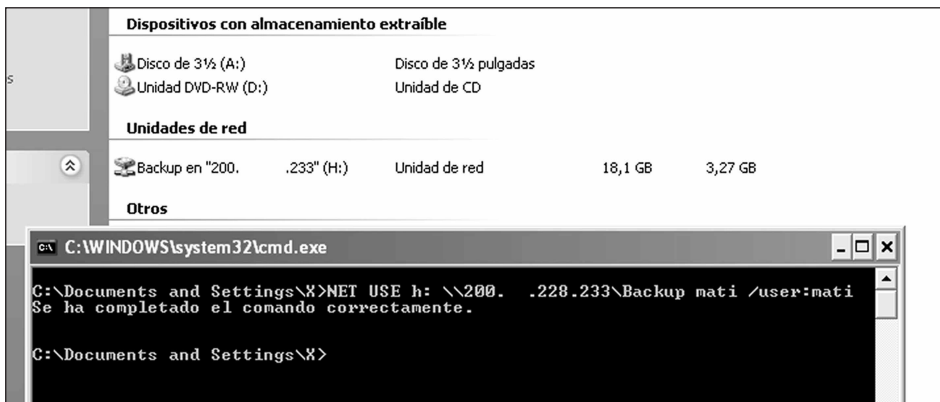 Dispositivos con almacenamiento extraíble
Disco de 3½ (A:) Disco de 3½ pulgadas
s
Unidad DVD-RW (D:) Unidad de CD
Unidades de red
Backup en "200. .233" (H:) Unidad de red 18,1 GB 3,27 GB
Otros
C:\WINDOWS\system32\cmd.exe
C:\Documents and Settings\X>NET USE h: \\200. .228.233\Backup mati /user:mati
Se ha completado el comando correctamente.
C:\Documents and Settings\X>